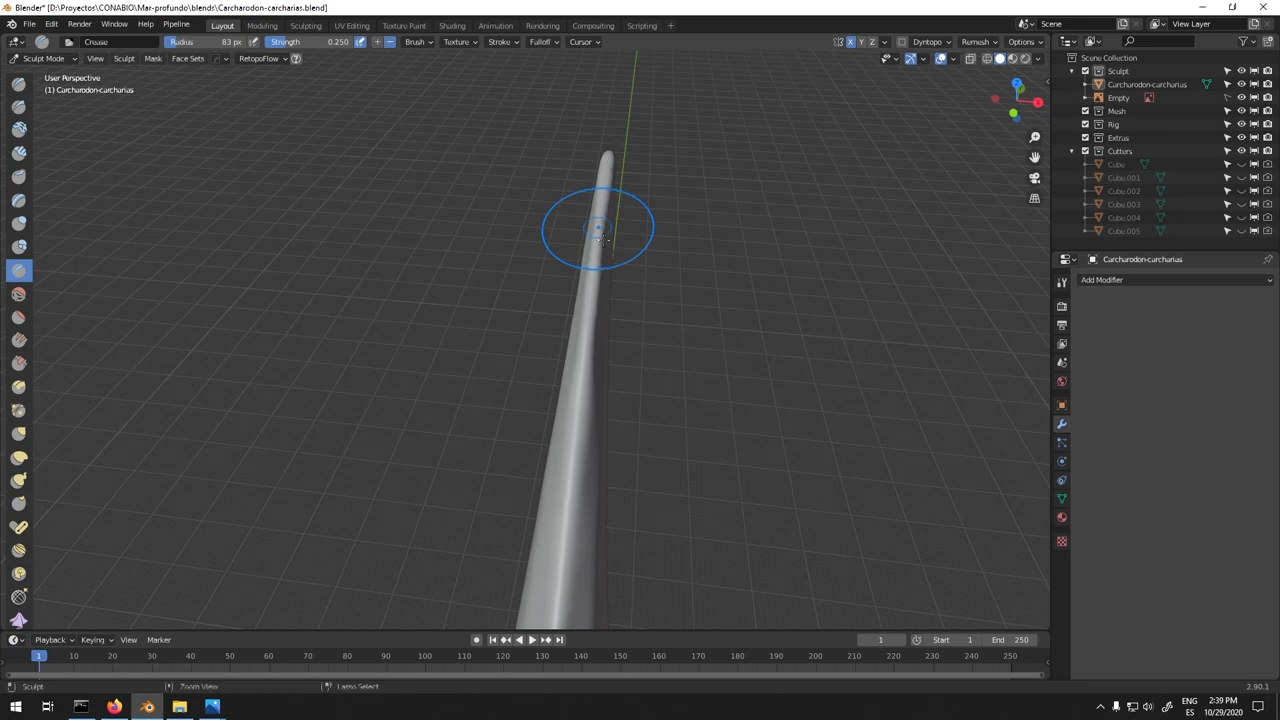 Blender* [D:\Proyectos\CONABIO\Mar-profundo\blends\Carcharodon-carcharias.blend]
File Edit Render Window Help Pipeline Layout Modeling Sculpting UV Editing Texture Paint Shading Animation Rendering Compositing Scripting + Scene View Layer
Crease Radius 83 px Strength 0.250 Brush Texture Stroke Falloff Cursor X Y Z Dyntopo Remesh Options
Sculpt Mode View Sculpt Mask Face Sets RetopoFlow
User Perspective
(1) Carcharodon-carcharias
Scene Collection
Sculpt
Carcharodon-carcharias
Empty
Mesh
Rig
Extras
Cutters
Cube
Cube.001
Cube.002
Cube.003
Cube.004
Cube.005
Carcharodon-carcharias
Add Modifier
Playback Keying View Marker 1 Start 1 End 250
1 10 20 30 40 50 60 70 80 90 100 110 120 130 140 150 160 170 180 190 200 210 220 230 240 250
Sculpt Zoom View Lasso Select 2.90.1
ENG 2:39 PM
ES 10/29/2020